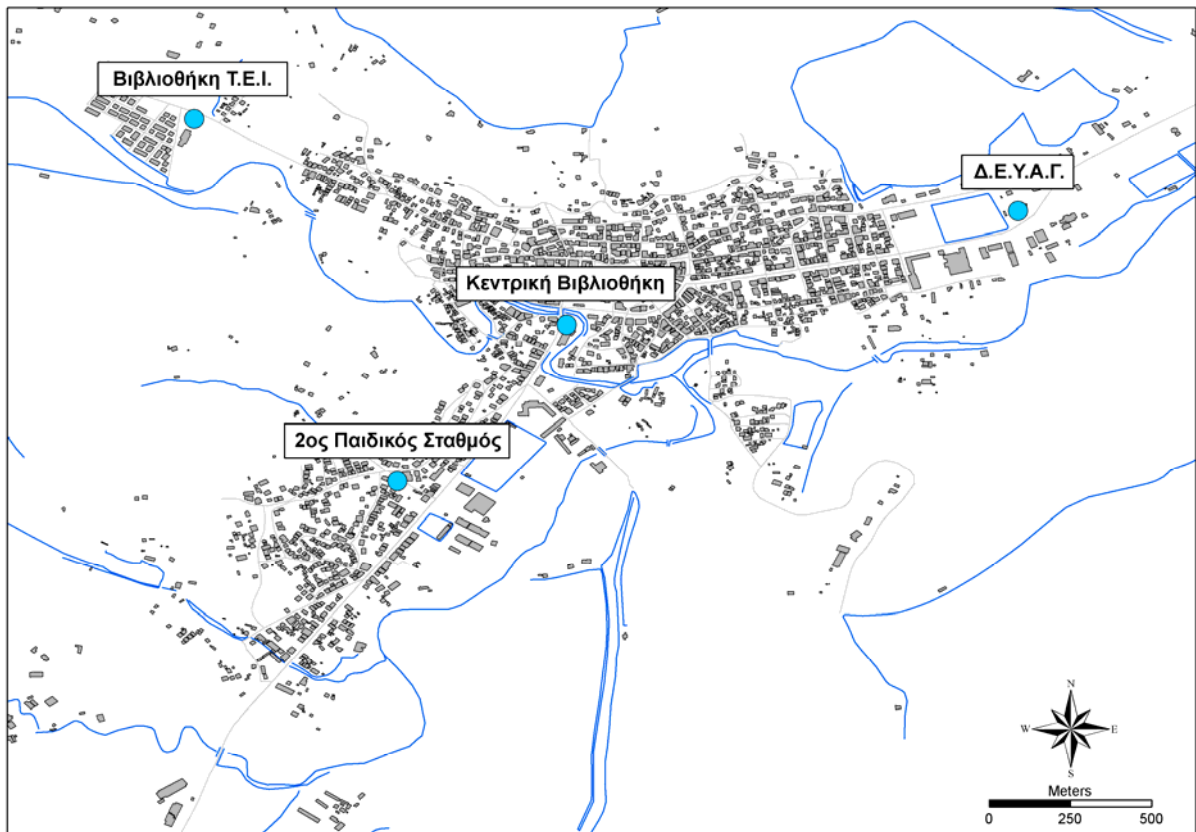 Βιβλιοθήκη Τ.Ε.Ι.
Δ.Ε.Υ.Α.Γ.
Κεντρική Βιβλιοθήκη
2ος Παιδικός Σταθμός
N
W E
S
Meters
0 250 500